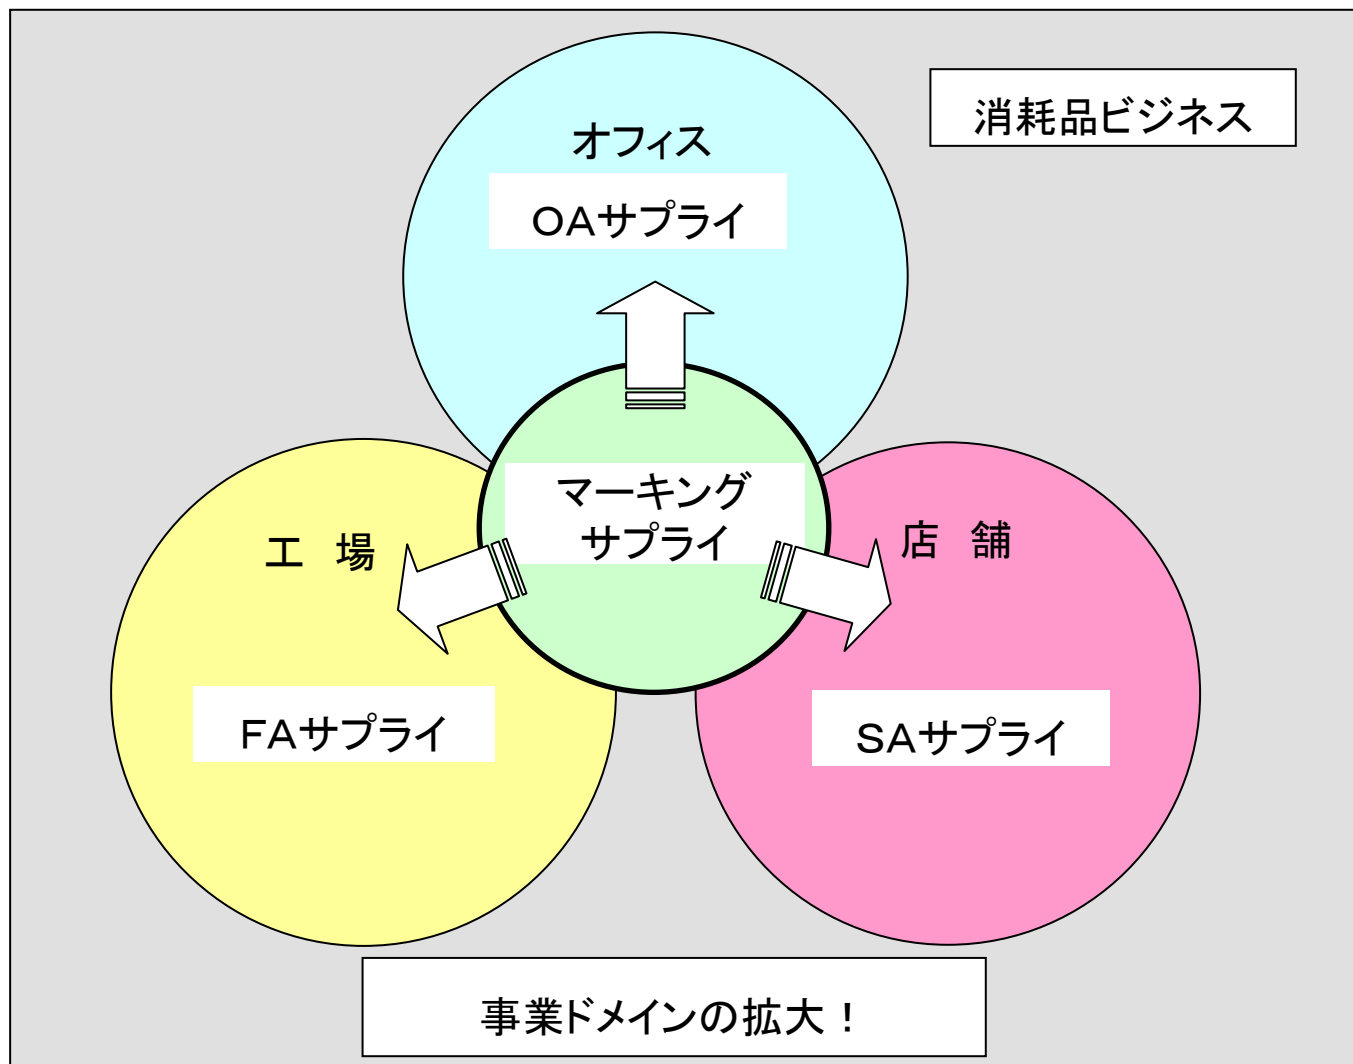 消耗品ビジネス
オフィス
OAサプライ
マーキング
サプライ
工　場
店　舗
FAサプライ
SAサプライ
事業ドメインの拡大！